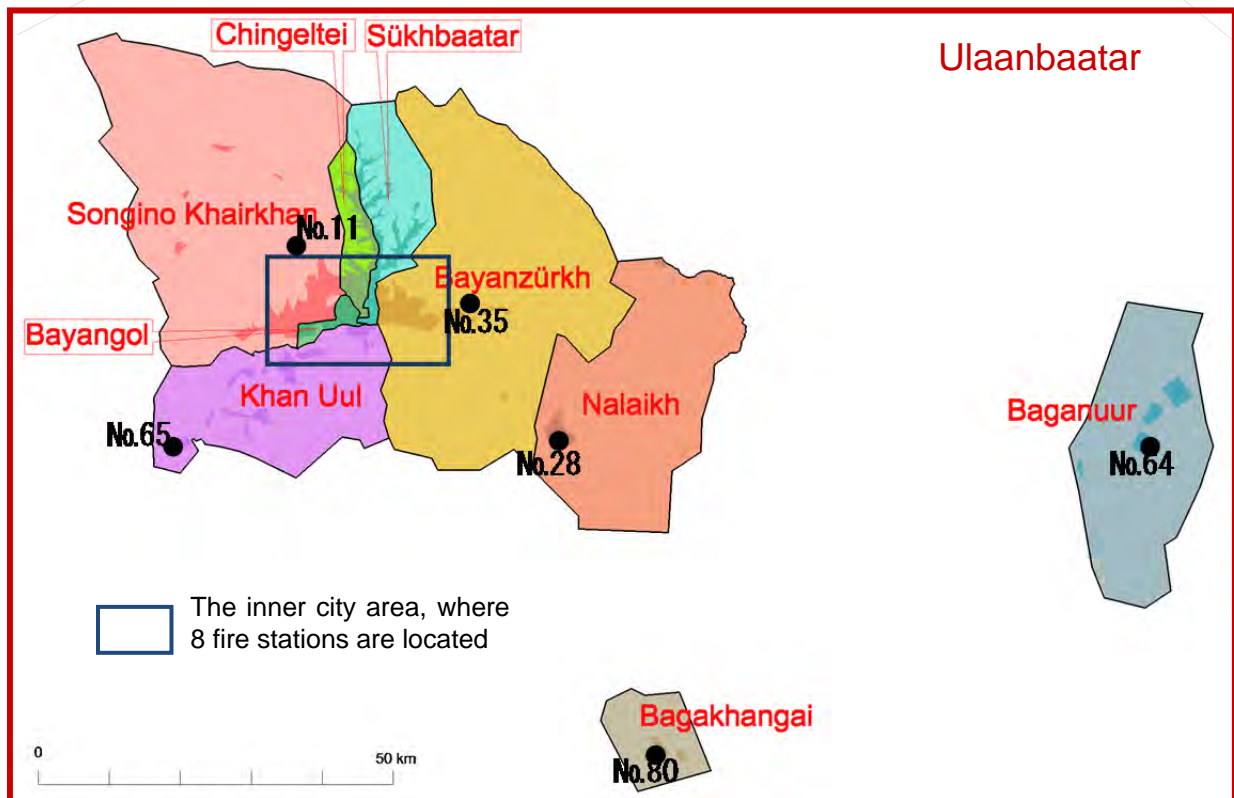 Ulaanbaatar
Chingeltei
Sükhbaatar
Songino Khairkhan
No.11
Bayanzürkh
No.35
Bayangol
Khan Uul
Nalaikh
Baganuur
No.65
No.28
No.64
The inner city area, where
8 fire stations are located
Bagakhangai
No.80
0
50 km